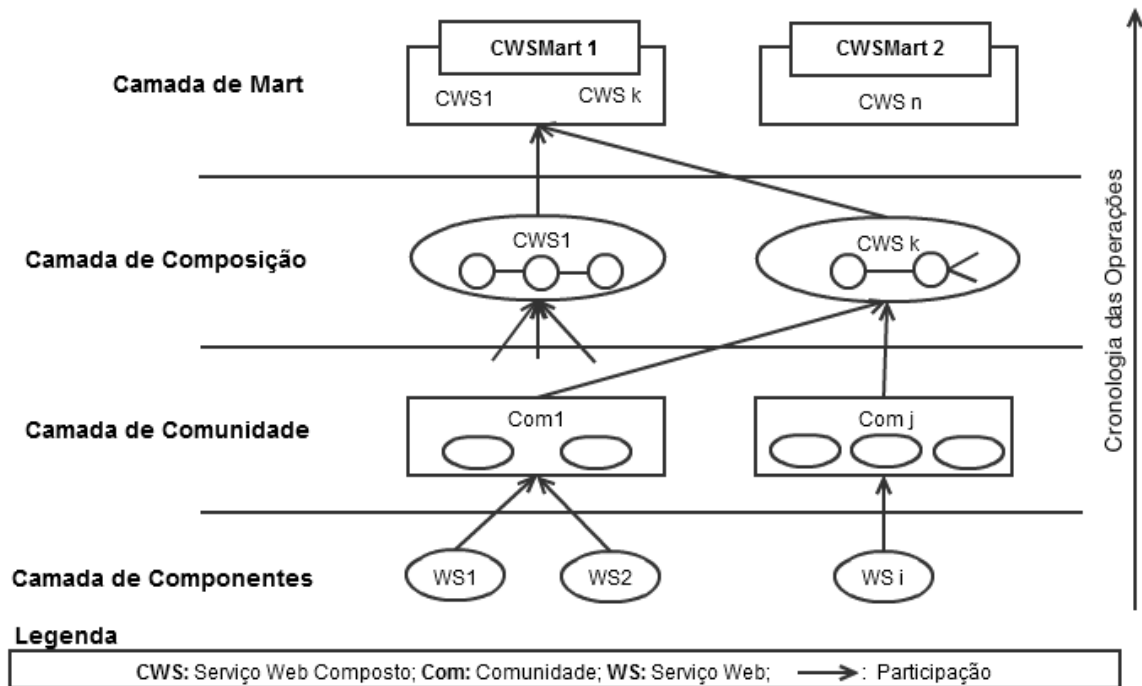 CWSMart 1
CWSMart 2
Camada de Mart
CWS1
CWS k
CWS n
Camada de Composição
CWS1
CWS k
Camada de Comunidade
Com1
Com j
Camada de Componentes
WS1
WS2
WS i
Cronologia das Operações
Legenda
CWS: Serviço Web Composto; Com: Comunidade; WS: Serviço Web; : Participação